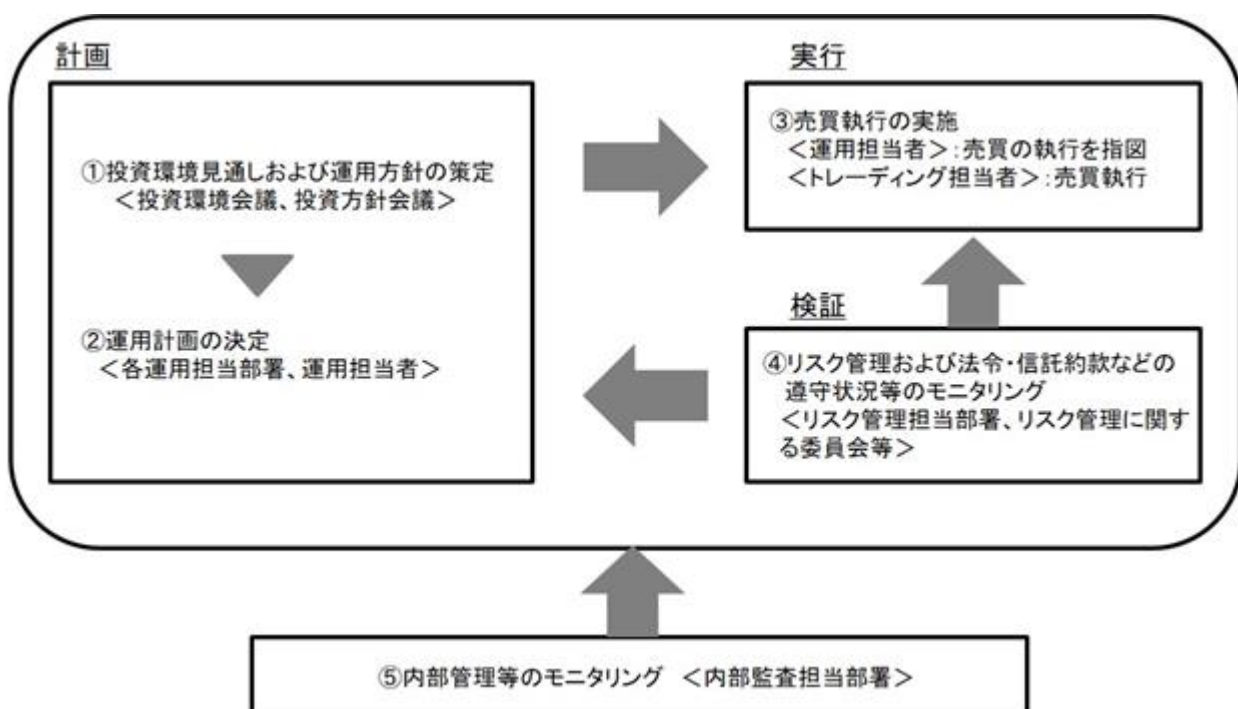 計画
①投資環境見通しおよび運用方針の策定
＜投資環境会議、投資方針会議＞
②運用計画の決定
＜各運用担当部署、運用担当者＞
実行
③売買執行の実施
＜運用担当者＞：売買の執行を指図
＜トレーディング担当者＞：売買執行
検証
④リスク管理および法令・信託約款などの
遵守状況等のモニタリング
＜リスク管理担当部署、リスク管理に関す
る委員会等＞
⑤内部管理等のモニタリング ＜内部監査担当部署＞